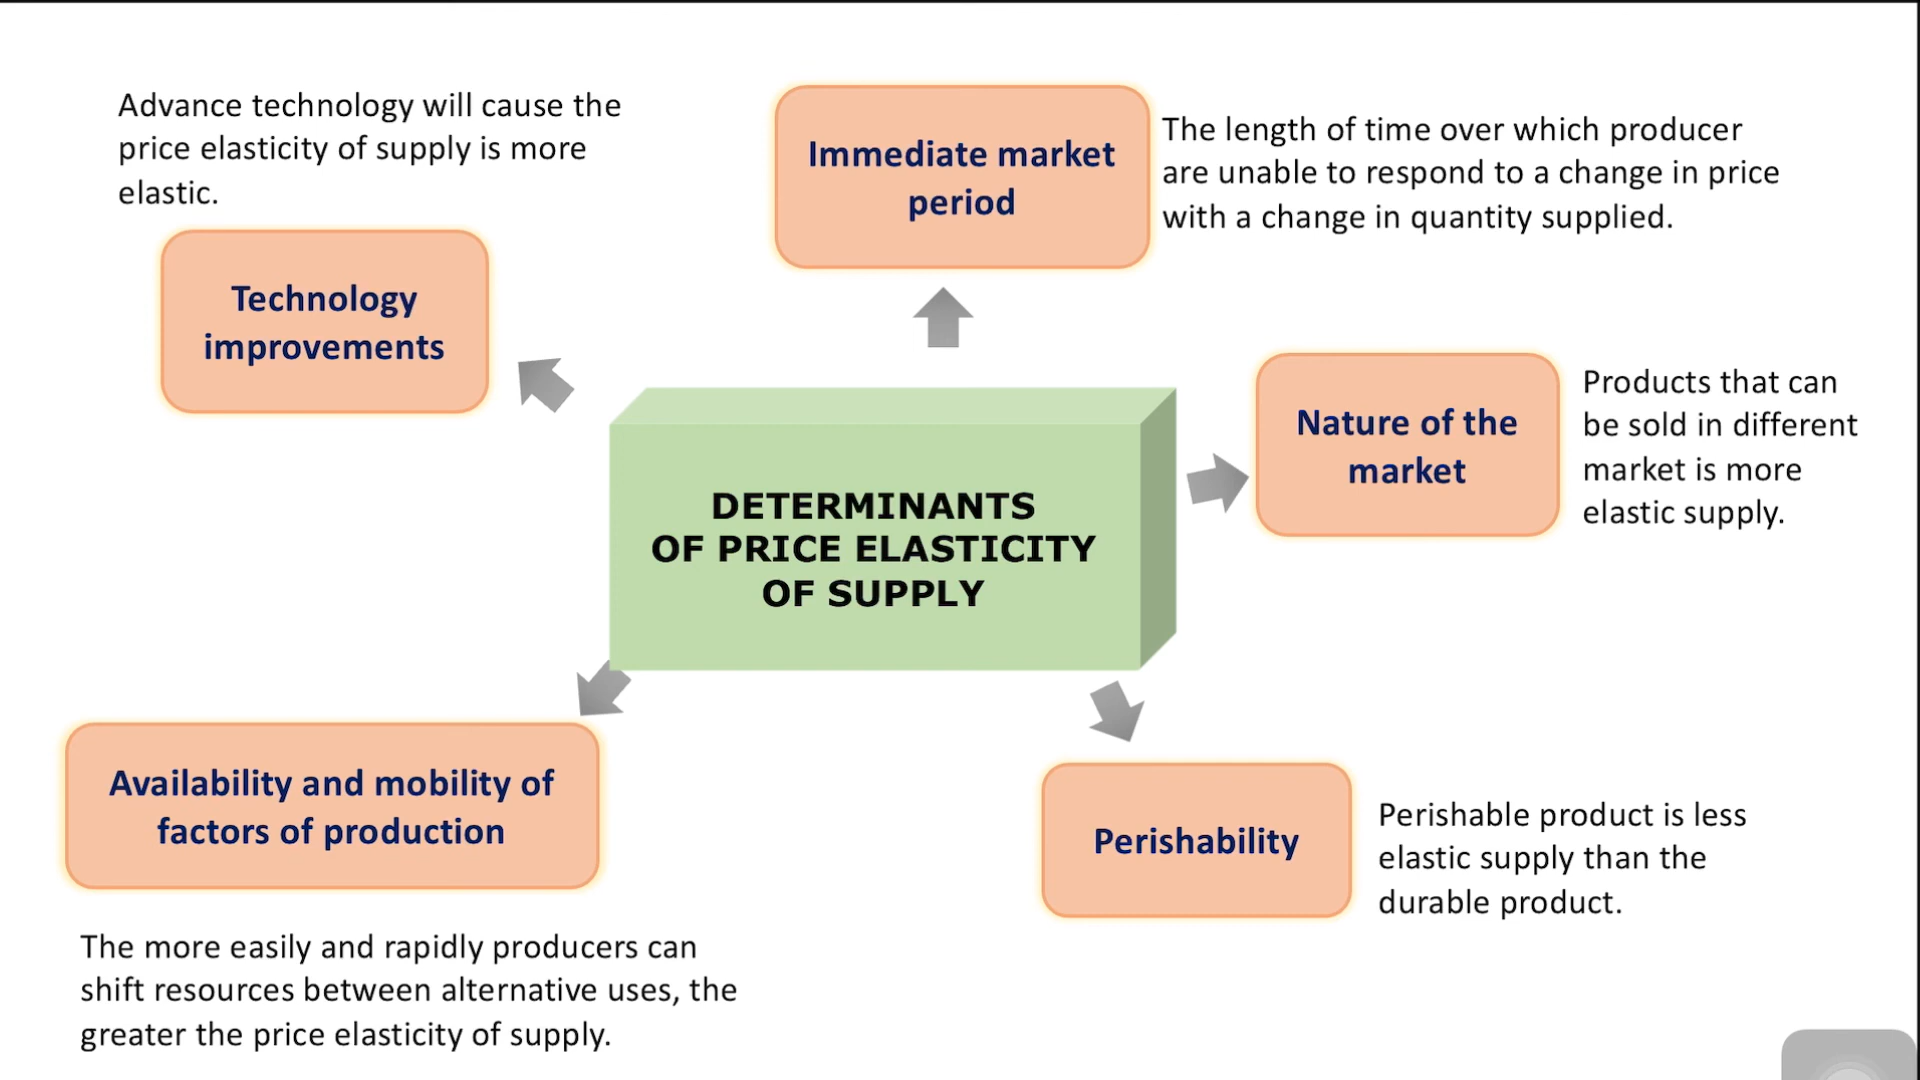 Advance technology will cause the
price elasticity of supply is more
elastic.
Technology
improvements
Immediate market
period
The length of time over which producer
are unable to respond to a change in price
with a change in quantity supplied.
Nature of the
market
Products that can
be sold in different
market is more
elastic supply.
DETERMINANTS
OF PRICE ELASTICITY
OF SUPPLY
Availability and mobility of
factors of production
The more easily and rapidly producers can
shift resources between alternative uses, the
greater the price elasticity of supply.
Perishability
Perishable product is less
elastic supply than the
durable product.